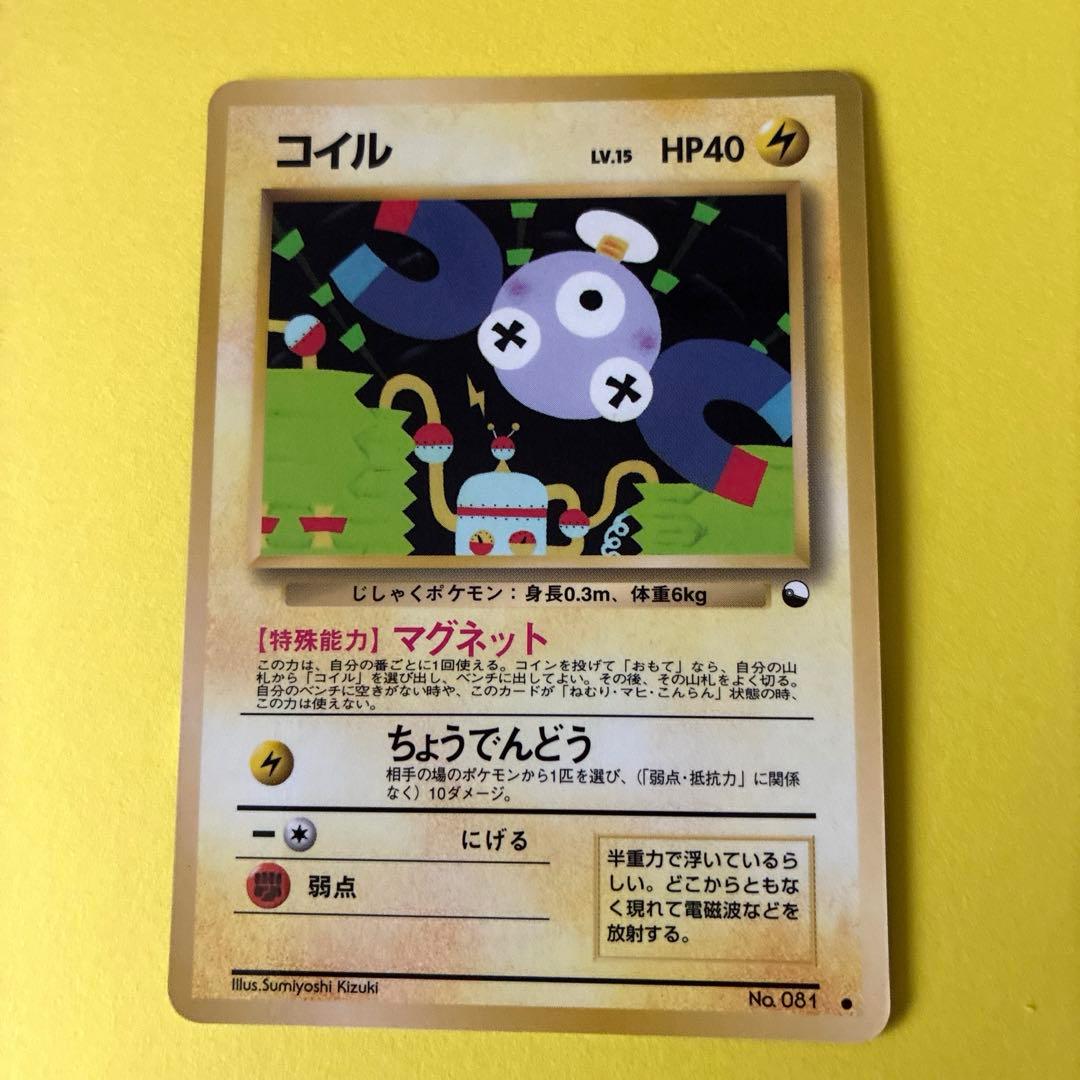 コイル LV.15 HP40
じしゃくポケモン：身長0.3m、体重6kg
【特殊能力】マグネット
この力は、自分の番ごとに1回使える。コインを投げて「おもて」なら、自分の山
札から「コイル」を選び出し、ベンチに出してよい。その後、その山札をよく切る。
自分のベンチに空きがない時や、このカードが「ねむり・マヒ・こんらん」状態の時、
この力は使えない。
ちょうでんどう
相手の場のポケモンから1匹を選び、（「弱点・抵抗力」に関係
なく）10ダメージ。
にげる
弱点
半重力で浮いているら
しい。どこからともな
く現れて電磁波などを
放射する。
Illus.Sumiyoshi Kizuki
No. 081